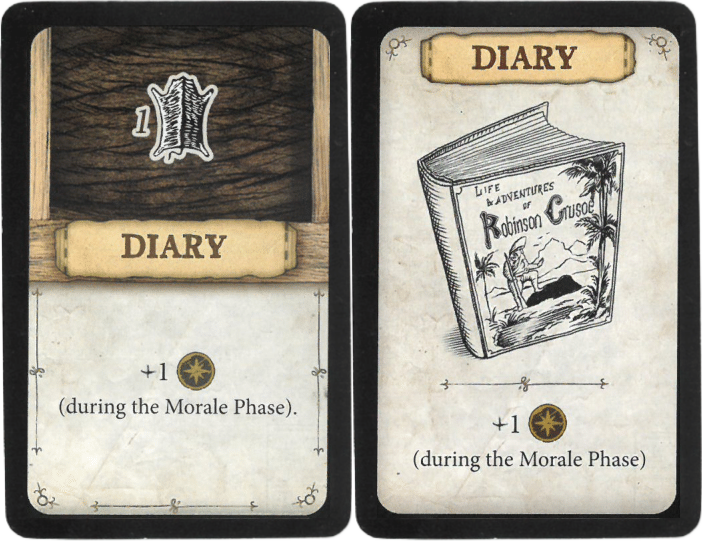 1
DIARY
+1
(during the Morale Phase).
DIARY
LIFE
& ADVENTURES
OF
Robinson Crusoe
+1
(during the Morale Phase)